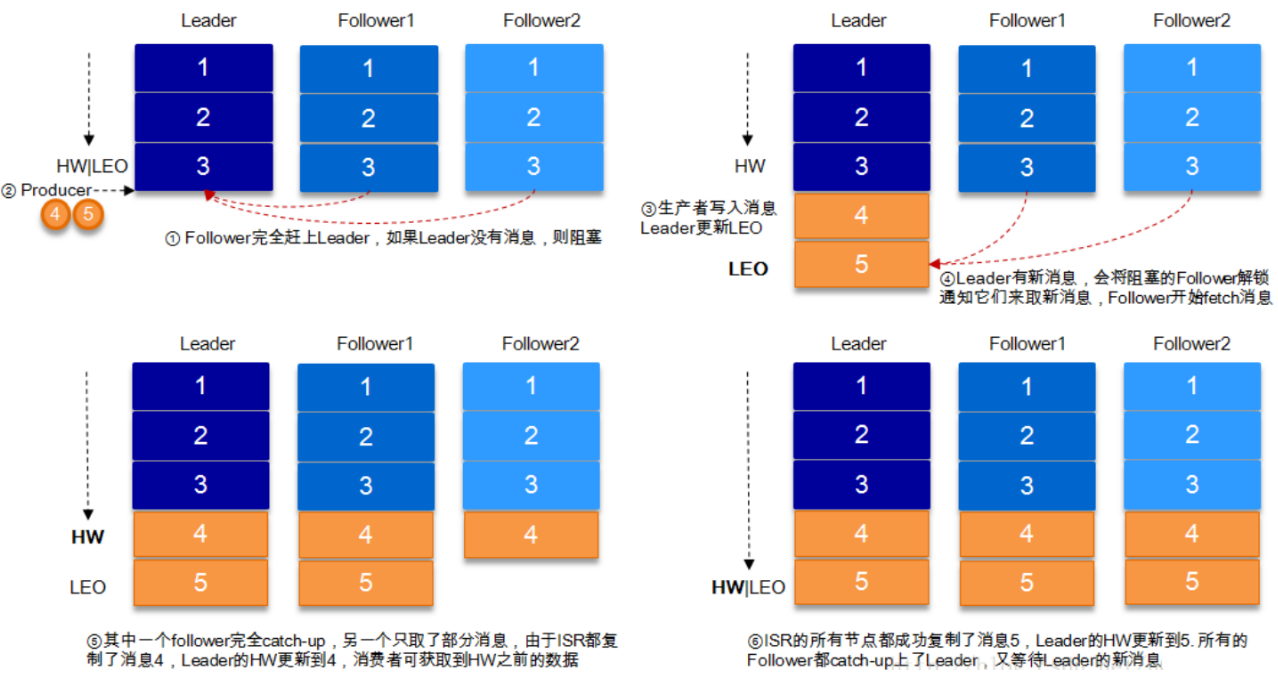 Leader Follower1 Follower2
1 1 1
2 2 2
HW|LEO 3 3 3
② Producer
4 5
① Follower完全赶上Leader，如果Leader没有消息，则阻塞
Leader Follower1 Follower2
1 1 1
2 2 2
HW 3 3 3
③生产者写入消息
Leader更新LEO
4
LEO 5
④Leader有新消息，会将阻塞的Follower解锁
通知它们来取新消息，Follower开始fetch消息
Leader Follower1 Follower2
1 1 1
2 2 2
3 3 3
HW 4 4 4
LEO 5 5
⑤其中一个follower完全catch-up，另一个只取了部分消息，由于ISR都复
制了消息4，Leader的HW更新到4，消费者可获取到HW之前的数据
Leader Follower1 Follower2
1 1 1
2 2 2
3 3 3
4 4 4
HW|LEO 5 5 5
⑥ISR的所有节点都成功复制了消息5，Leader的HW更新到5.所有的
Follower都catch-up上了Leader，又等待Leader的新消息